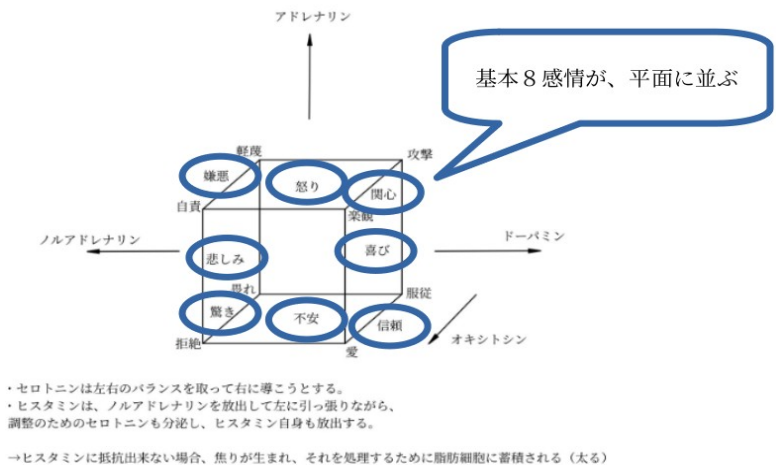 アドレナリン
基本８感情が、平面に並ぶ
軽蔑
攻撃
嫌悪
怒り
関心
自責
楽観
ノルアドレナリン
ドーパミン
悲しみ
喜び
畏れ
服従
驚き
不安
信頼
オキシトシン
拒絶
愛
・セロトニンは左右のバランスを取って右に導こうとする。
・ヒスタミンは、ノルアドレナリンを放出して左に引っ張りながら、
調整のためのセロトニンも分泌し、ヒスタミン自身も放出する。
→ヒスタミンに抵抗出来ない場合、焦りが生まれ、それを処理するために脂肪細胞に蓄積される（太る）